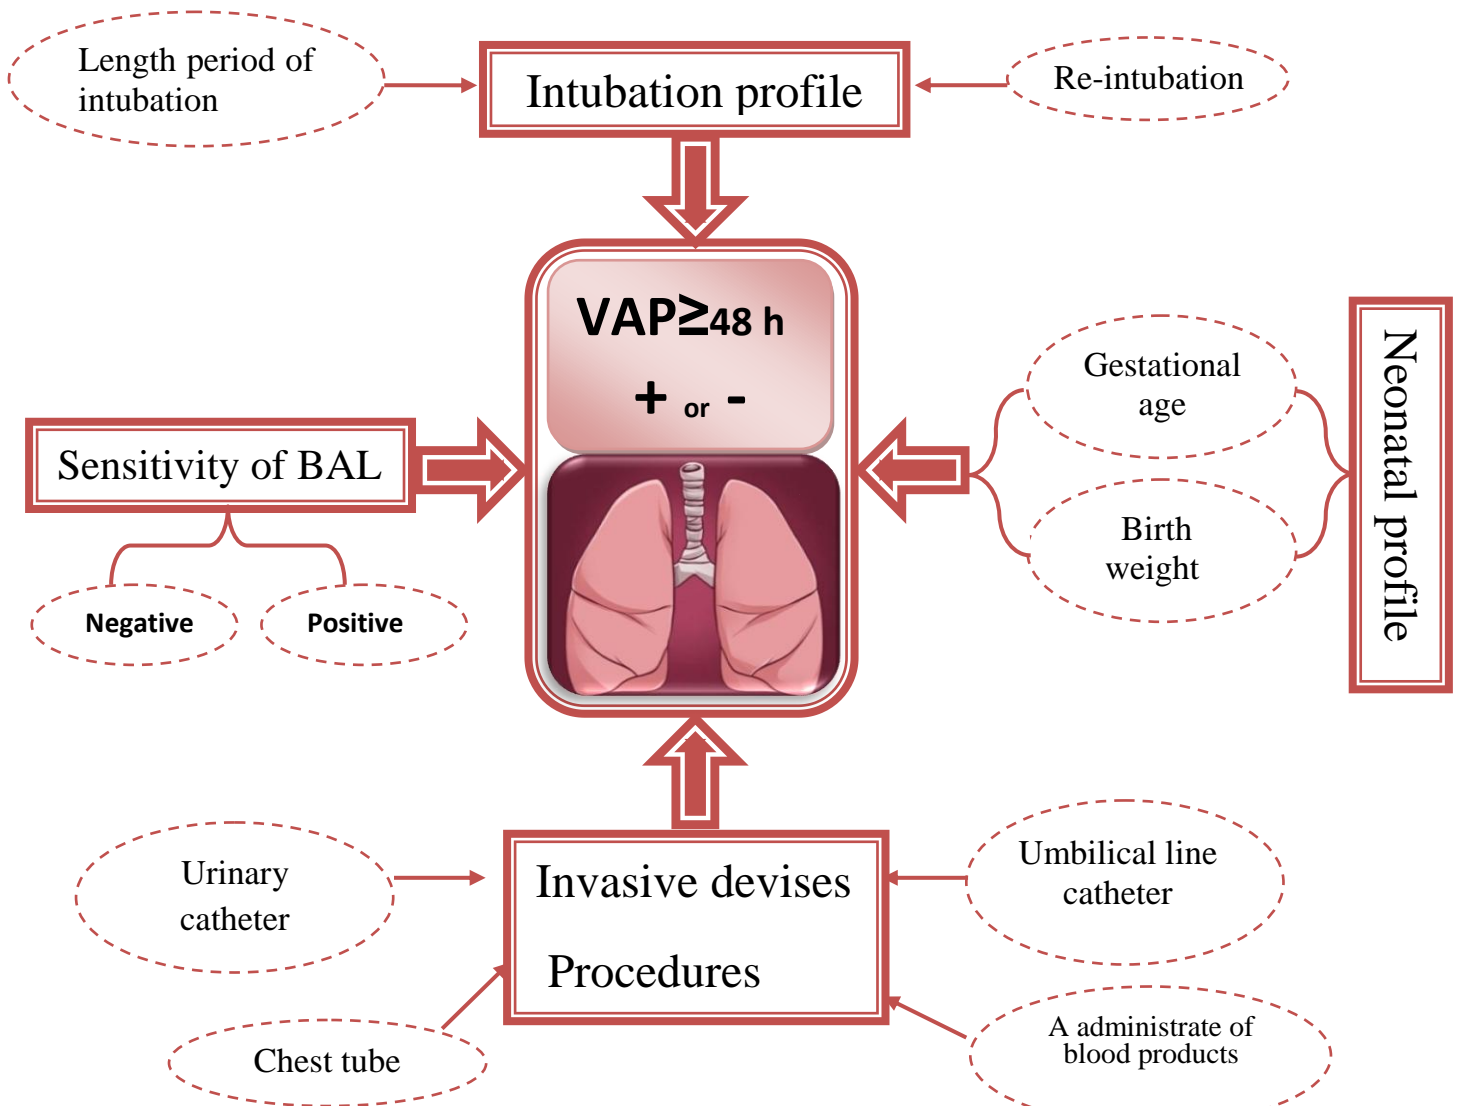 Length period of
intubation
Intubation profile
Re-intubation
VAP≥48 h
+ or -
Gestational
age
Birth
weight
Neonatal profile
Sensitivity of BAL
Negative
Positive
Urinary
catheter
Chest tube
Invasive devises
Procedures
Umbilical line
catheter
A administrate of
blood products